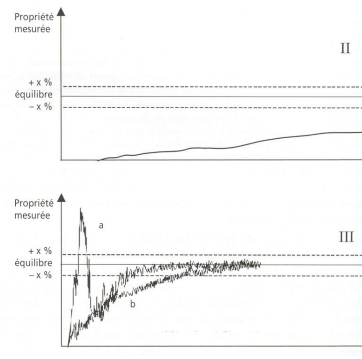 Propriété
mesurée
II
+ x %
équilibre
− x %
Propriété
mesurée
III
a
+ x %
équilibre
− x %
b